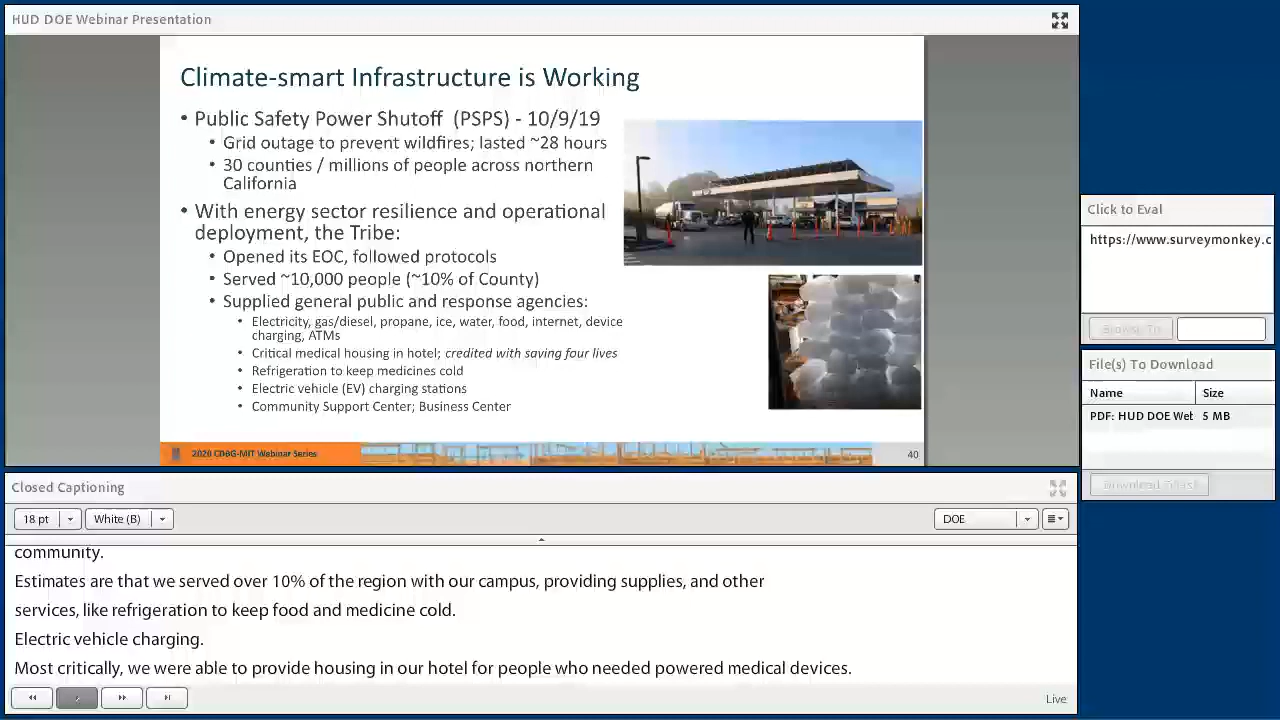 HUD DOE Webinar Presentation
Climate-smart Infrastructure is Working
• Public Safety Power Shutoff (PSPS) - 10/9/19
• Grid outage to prevent wildfires; lasted ~28 hours
• 30 counties / millions of people across northern
California
• With energy sector resilience and operational
deployment, the Tribe:
• Opened its EOC, followed protocols
• Served ~10,000 people (~10% of County)
• Supplied general public and response agencies:
• Electricity, gas/diesel, propane, ice, water, food, internet, device
charging, ATMs
• Critical medical housing in hotel; credited with saving four lives
• Refrigeration to keep medicines cold
• Electric vehicle (EV) charging stations
• Community Support Center; Business Center
2020 CDBG-MIT Webinar Series
40
Click to Eval
https://www.surveymonkey.c
Browse To
File(s) To Download
Name Size
PDF: HUD DOE Wet 5 MB
Download File(s)
Closed Captioning
18 pt White (B) DOE
community.
Estimates are that we served over 10% of the region with our campus, providing supplies, and other
services, like refrigeration to keep food and medicine cold.
Electric vehicle charging.
Most critically, we were able to provide housing in our hotel for people who needed powered medical devices.
Live